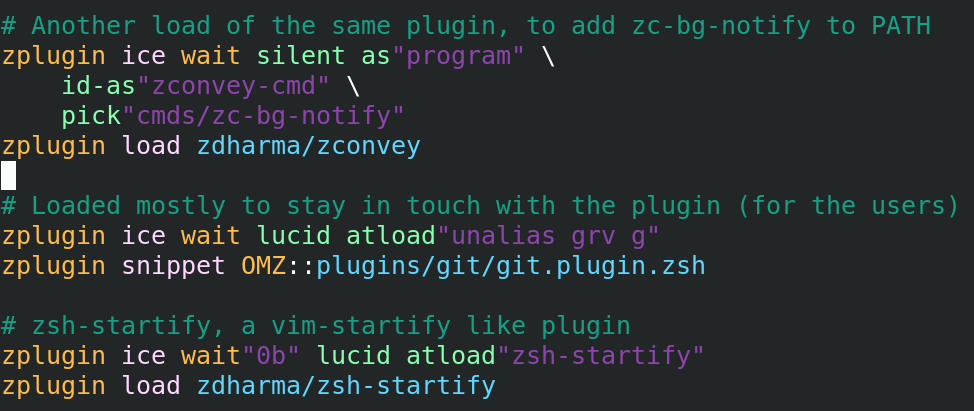 # Another load of the same plugin, to add zc-bg-notify to PATH
zplugin ice wait silent as"program" \
    id-as"zconvey-cmd" \
    pick"cmds/zc-bg-notify"
zplugin load zdharma/zconvey

# Loaded mostly to stay in touch with the plugin (for the users)
zplugin ice wait lucid atload"unalias grv g"
zplugin snippet OMZ::plugins/git/git.plugin.zsh

# zsh-startify, a vim-startify like plugin
zplugin ice wait"0b" lucid atload"zsh-startify"
zplugin load zdharma/zsh-startify